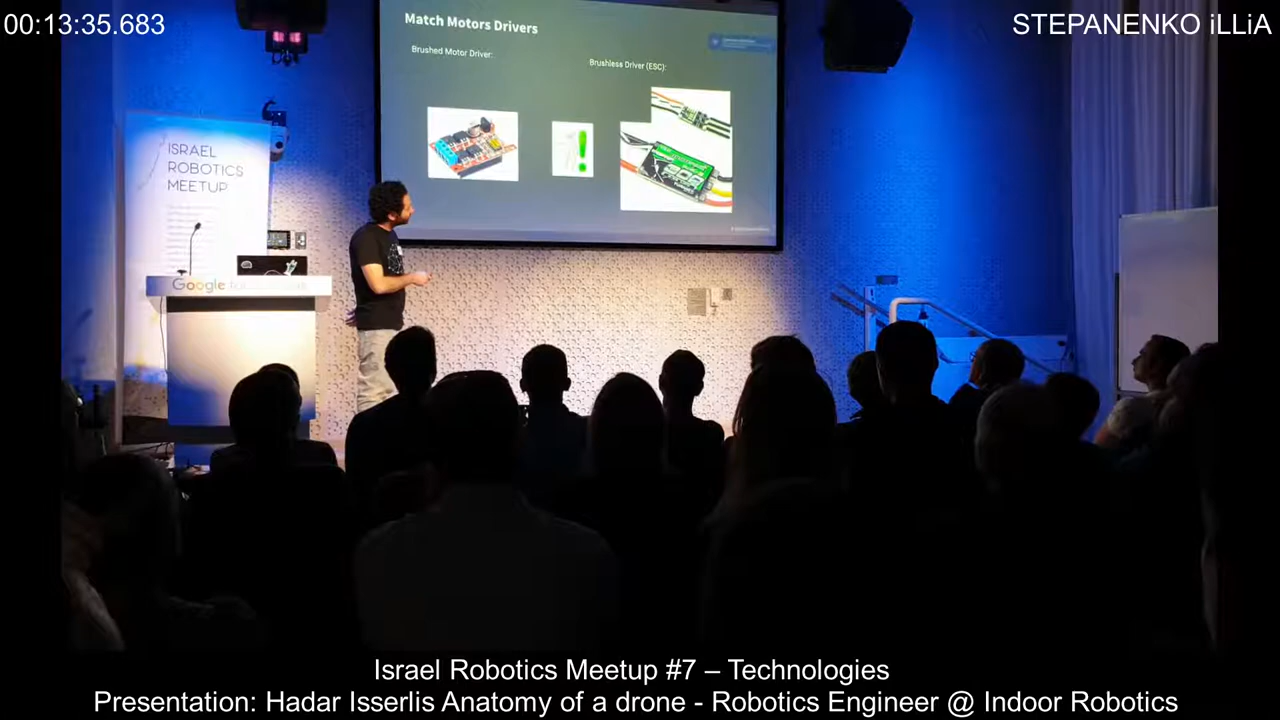 00:13:35.683
STEPANENKO iLLiA
Match Motors Drivers
Brushed Motor Driver:
Brushless Driver (ESC):
ISRAEL
ROBOTICS
MEETUP
Google
Israel Robotics Meetup #7 – Technologies
Presentation: Hadar Isserlis Anatomy of a drone - Robotics Engineer @ Indoor Robotics